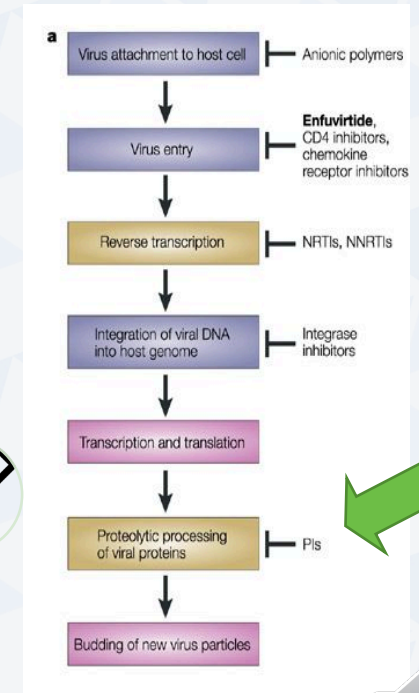 a
Virus attachment to host cell
Anionic polymers
Virus entry
Enfuvirtide,
CD4 inhibitors,
chemokine
receptor inhibitors
Reverse transcription
NRTIs, NNRTIs
Integration of viral DNA
into host genome
Integrase
inhibitors
Transcription and translation
Proteolytic processing
of viral proteins
PIs
Budding of new virus particles